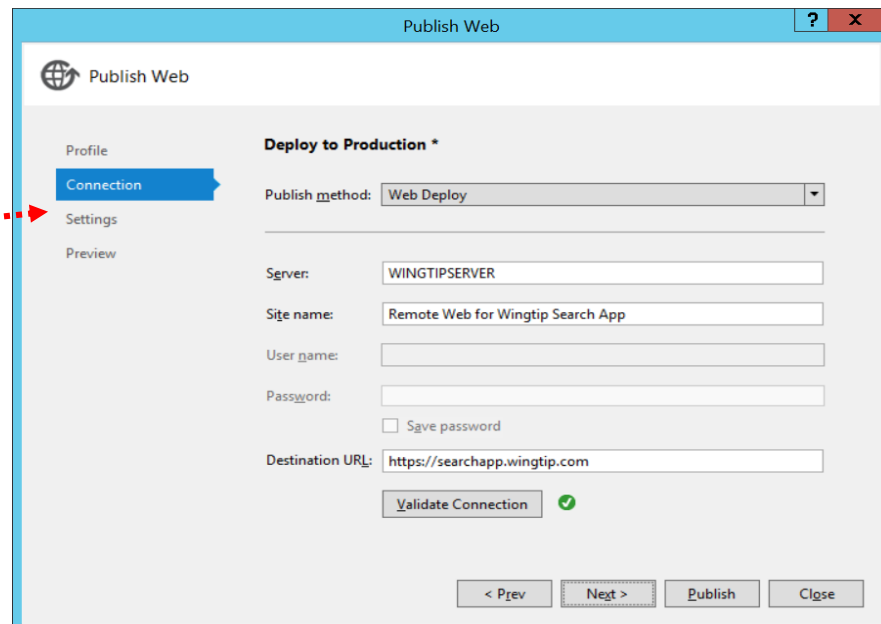 Publish Web
? X
Publish Web
Profile
Connection
Settings
Preview
Deploy to Production *
Publish method: Web Deploy
Server: WINGTIPSERVER
Site name: Remote Web for Wingtip Search App
User name:
Password:
Save password
Destination URL: https://searchapp.wingtip.com
Validate Connection
< Prev Next > Publish Close